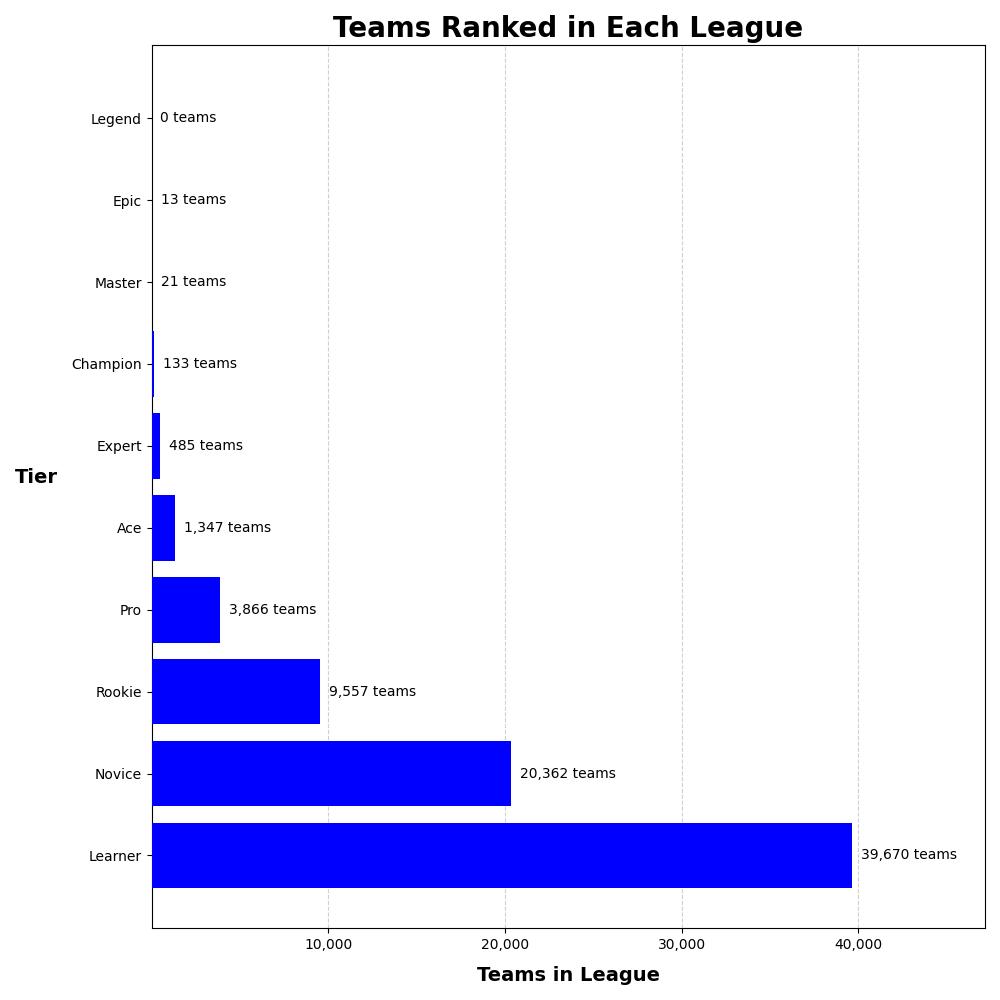 Teams Ranked in Each League
Legend 0 teams
Epic 13 teams
Master 21 teams
Champion 133 teams
Expert 485 teams
Tier
Ace 1,347 teams
Pro 3,866 teams
Rookie 9,557 teams
Novice 20,362 teams
Learner 39,670 teams
10,000 20,000 30,000 40,000
Teams in League